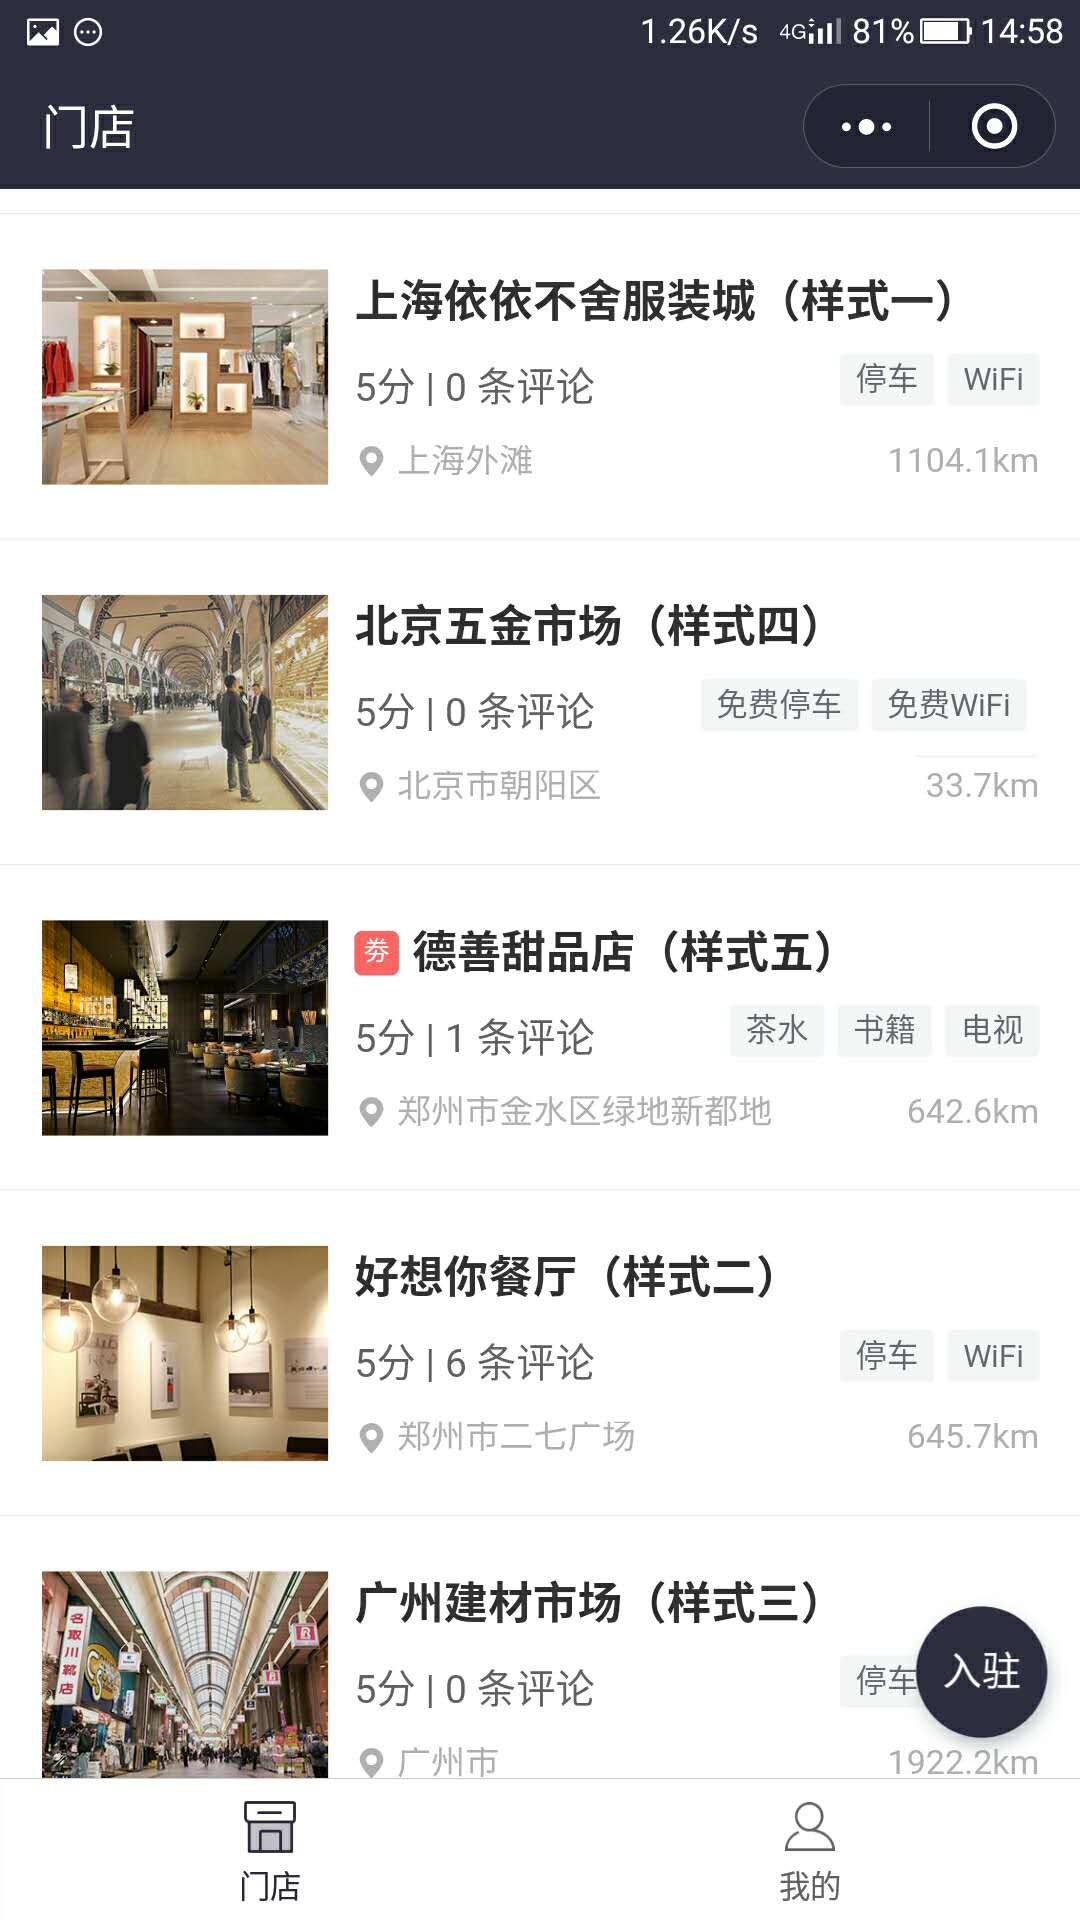 1.26K/s 4G 81% 14:58
门店
上海依依不舍服装城（样式一）
5分 | 0 条评论 停车 WiFi
上海外滩 1104.1km
北京五金市场（样式四）
5分 | 0 条评论 免费停车 免费WiFi
北京市朝阳区 33.7km
券 德善甜品店（样式五）
5分 | 1 条评论 茶水 书籍 电视
郑州市金水区绿地新都地 642.6km
好想你餐厅（样式二）
5分 | 6 条评论 停车 WiFi
郑州市二七广场 645.7km
名取川靴店
广州建材市场（样式三）
5分 | 0 条评论 停车
入驻
广州市 1922.2km
门店 我的